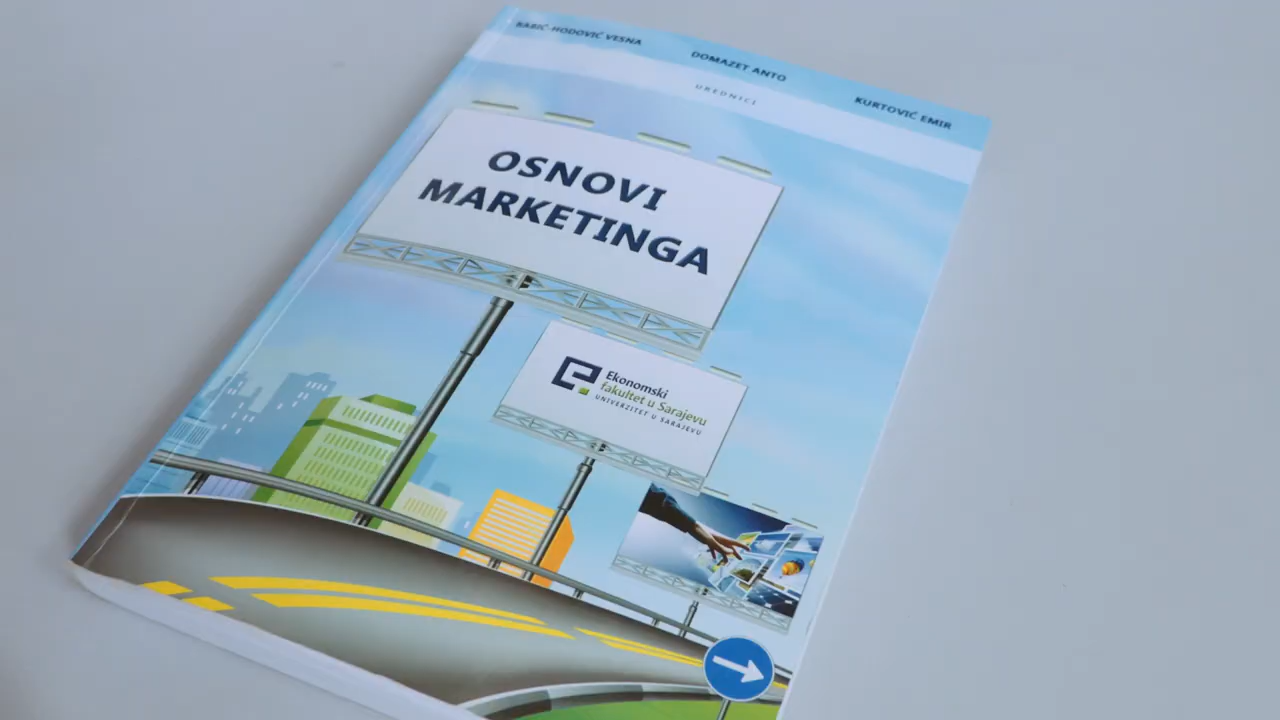 BABIĆ-HODOVIĆ VESNA
DOMAZET ANTO
KURTOVIĆ EMIR
UREDNICI
OSNOVI
MARKETINGA
Ekonomski
fakultet u Sarajevu
UNIVERZITET U SARAJEVU